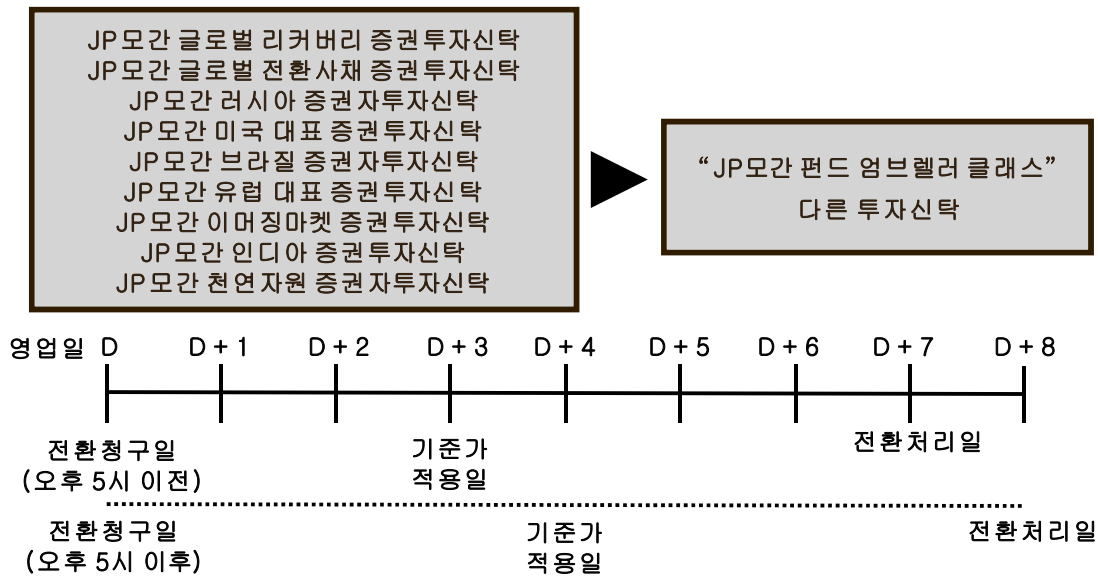 JP모간 글로벌 리커버리 증권투자신탁
JP모간 글로벌 전환사채 증권투자신탁
JP모간 러시아 증권자투자신탁
JP모간 미국 대표 증권투자신탁
JP모간 브라질 증권자투자신탁
JP모간 유럽 대표 증권투자신탁
JP모간 이머징마켓 증권자투자신탁
JP모간 인디아 증권자투자신탁
JP모간 천연자원 증권자투자신탁
“JP모간 펀드 엄브렐러 클래스”
다른 투자신탁
영업일 D D + 1 D + 2 D + 3 D + 4 D + 5 D + 6 D + 7 D + 8
전환청구일 기준가 전환처리일
(오후 5시 이전) 적용일
전환청구일 기준가 전환처리일
(오후 5시 이후) 적용일